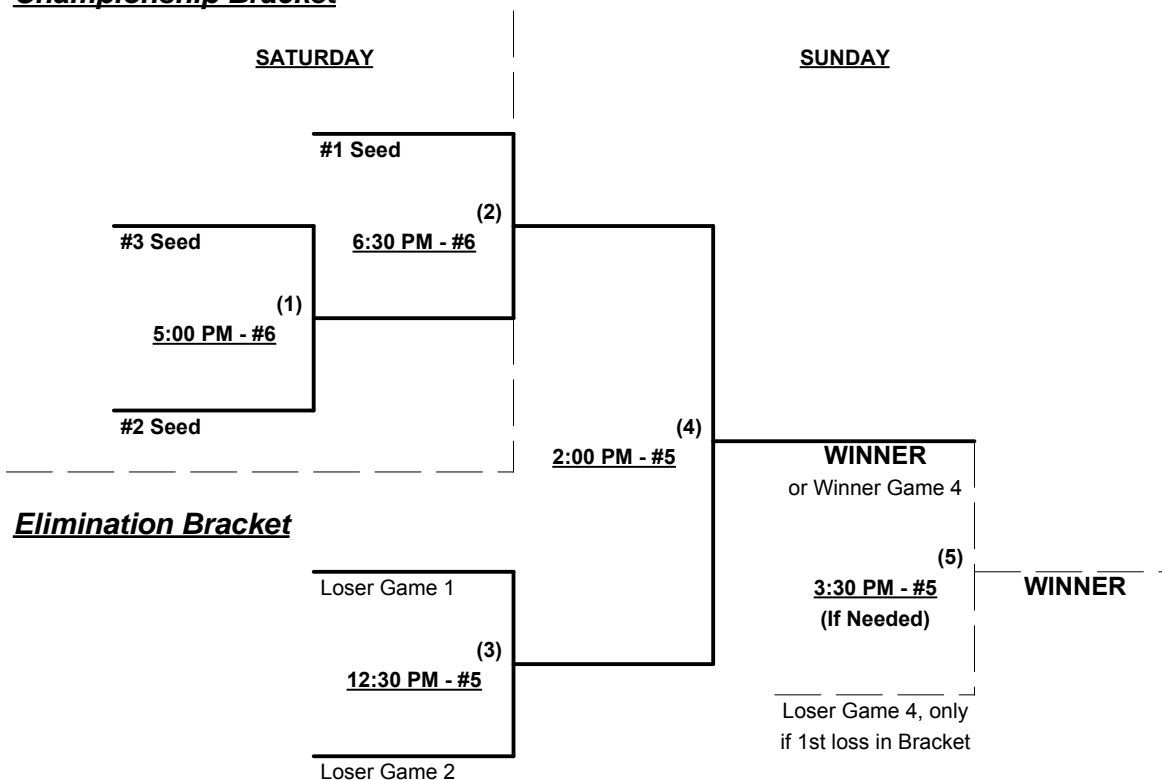 Championship Bracket
SATURDAY
SUNDAY
#1 Seed
(2)
6:30 PM - #6
#3 Seed
(1)
5:00 PM - #6
#2 Seed
(4)
2:00 PM - #5
WINNER
or Winner Game 4
Elimination Bracket
(5)
3:30 PM - #5
(If Needed)
WINNER
Loser Game 1
(3)
12:30 PM - #5
Loser Game 4, only
if 1st loss in Bracket
Loser Game 2